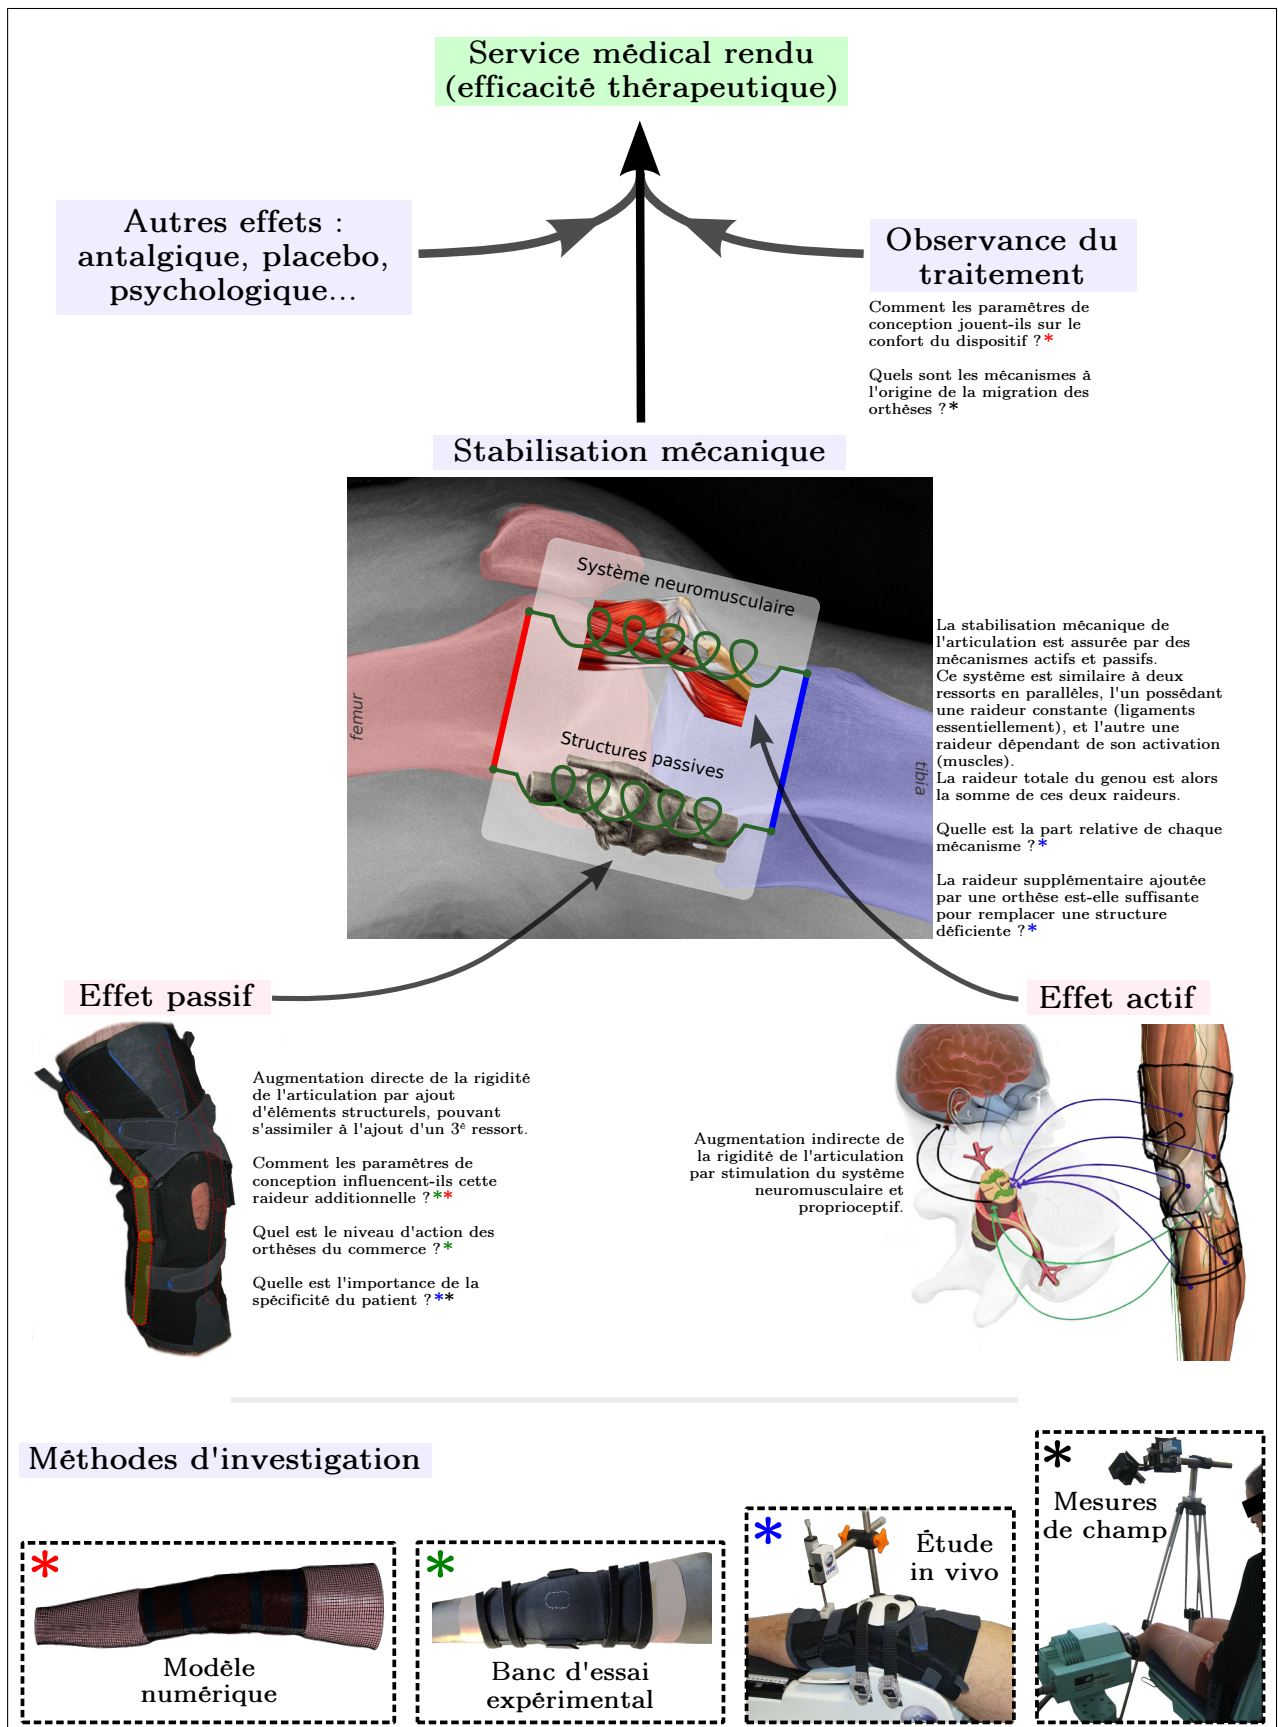 Service médical rendu
(efficacité thérapeutique)
Autres effets :
antalgique, placebo,
psychologique...
Observance du
traitement
Comment les paramètres de
conception jouent-ils sur le
confort du dispositif ?*
Quels sont les mécanismes à
l'origine de la migration des
orthèses ?*
Stabilisation mécanique
Système neuromusculaire
femur
Structures passives
tibia
La stabilisation mécanique de
l'articulation est assurée par des
mécanismes actifs et passifs.
Ce système est similaire à deux
ressorts en parallèles, l'un possédant
une raideur constante (ligaments
essentiellement), et l'autre une
raideur dépendant de son activation
(muscles).
La raideur totale du genou est alors
la somme de ces deux raideurs.
Quelle est la part relative de chaque
mécanisme ?*
La raideur supplémentaire ajoutée
par une orthèse est-elle suffisante
pour remplacer une structure
déficiente ?*
Effet passif
Effet actif
Augmentation directe de la rigidité
de l'articulation par ajout
d'éléments structurels, pouvant
s'assimiler à l'ajout d'un 3è ressort.
Comment les paramètres de
conception influencent-ils cette
raideur additionnelle ?**
Quel est le niveau d'action des
orthèses du commerce ?*
Quelle est l'importance de la
spécificité du patient ?**
Augmentation indirecte de
la rigidité de l'articulation
par stimulation du système
neuromusculaire et
proprioceptif.
Méthodes d'investigation
*
Modèle
numérique
*
Banc d'essai
expérimental
*
Étude
in vivo
*
Mesures
de champ